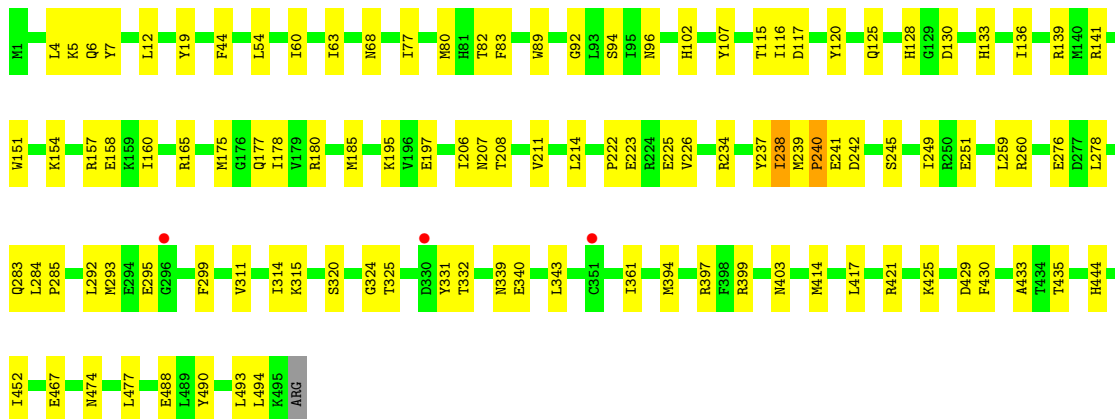 M1 L4 K5 Q6 Y7 L12 Y19 F44 L54 I60 I63 N68 I77 M80 H81 T82 F83 W89 G92 L93 S94 I95 N96 H102 Y107 T115 I116 D117 Y120 Q125 H128 G129 D130 H133 I136 R139 M140 R141
W151 K154 R157 E158 K159 I160 R165 M175 G176 Q177 I178 V179 R180 M185 K195 V196 E197 I206 N207 T208 V211 L214 P222 E223 R224 E225 V226 R234 Y237 I238 M239 P240 E241 D242 S245 I249 R250 E251 L259 R260 E276 D277 L278
Q283 L284 P285 L292 M293 E294 E295 G296 F299 V311 I314 K315 S320 G324 T325 D330 Y331 T332 N339 E340 L343 C351 I361 M394 R397 F398 R399 N403 M414 L417 R421 K425 D429 F430 A433 T434 T435 H444
I452 E467 N474 L477 E488 L489 Y490 L493 L494 K495 ARG